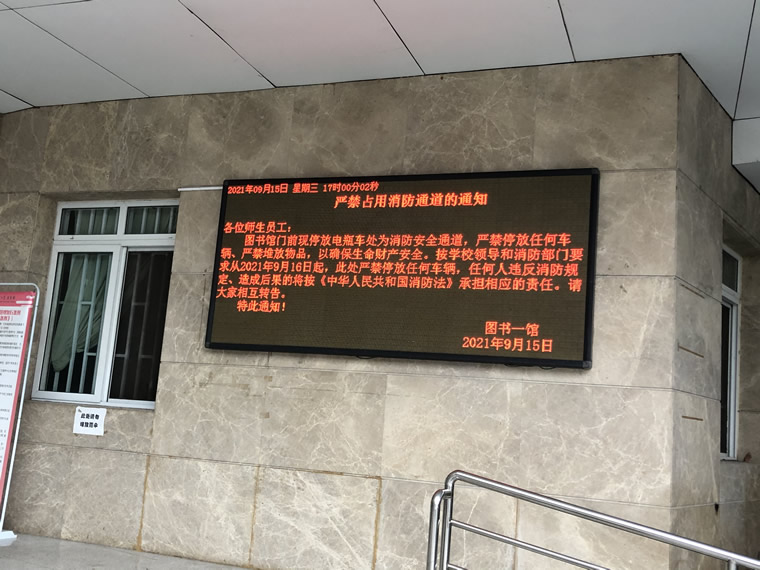 2021年09月15日 星期三 17时00分02秒
严禁占用消防通道的通知
各位师生员工：
图书馆门前现停放电瓶车处为消防安全通道，严禁停放任何车
辆、严禁堆放物品，以确保生命财产安全。按学校领导和消防部门要
求从2021年9月16日起，此处严禁停放任何车辆，任何人违反消防规
定、造成后果的将按《中华人民共和国消防法》承担相应的责任。请
大家相互转告。
特此通知！
图书一馆
2021年9月15日